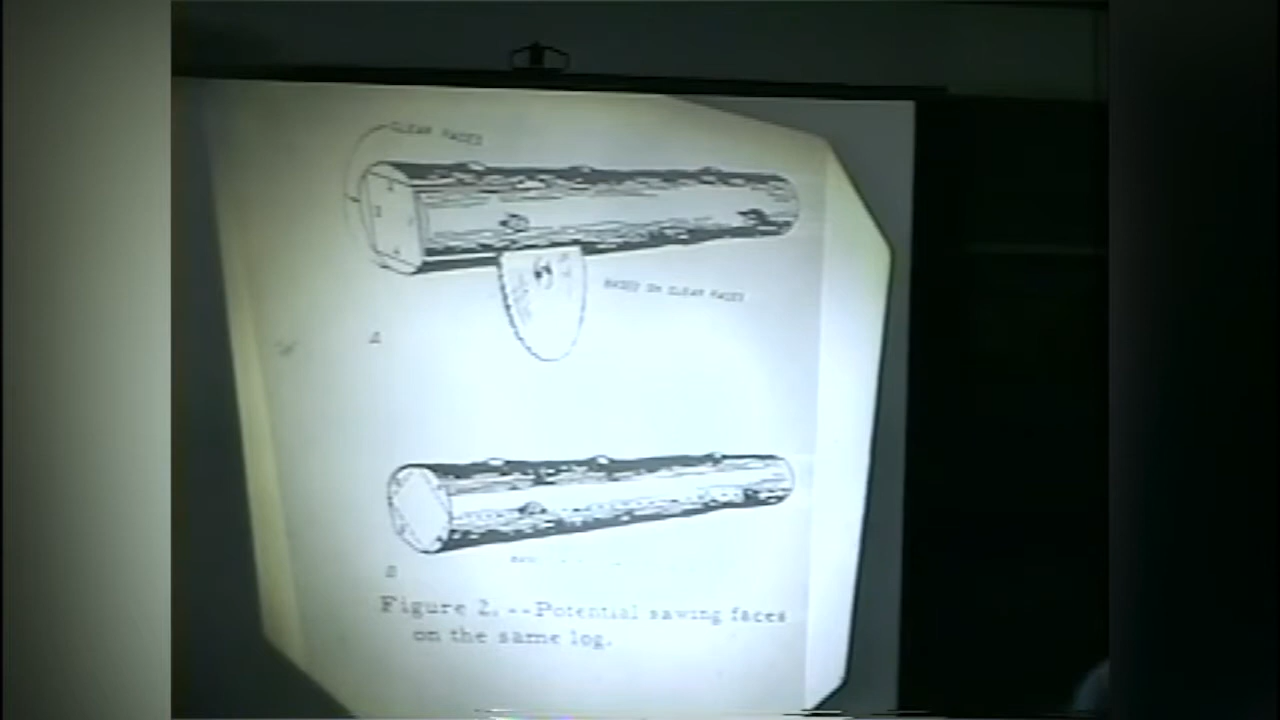 CLEAR FACES
BASED ON CLEAR FACES
A
B
Figure 2. --Potential sawing faces
on the same log.